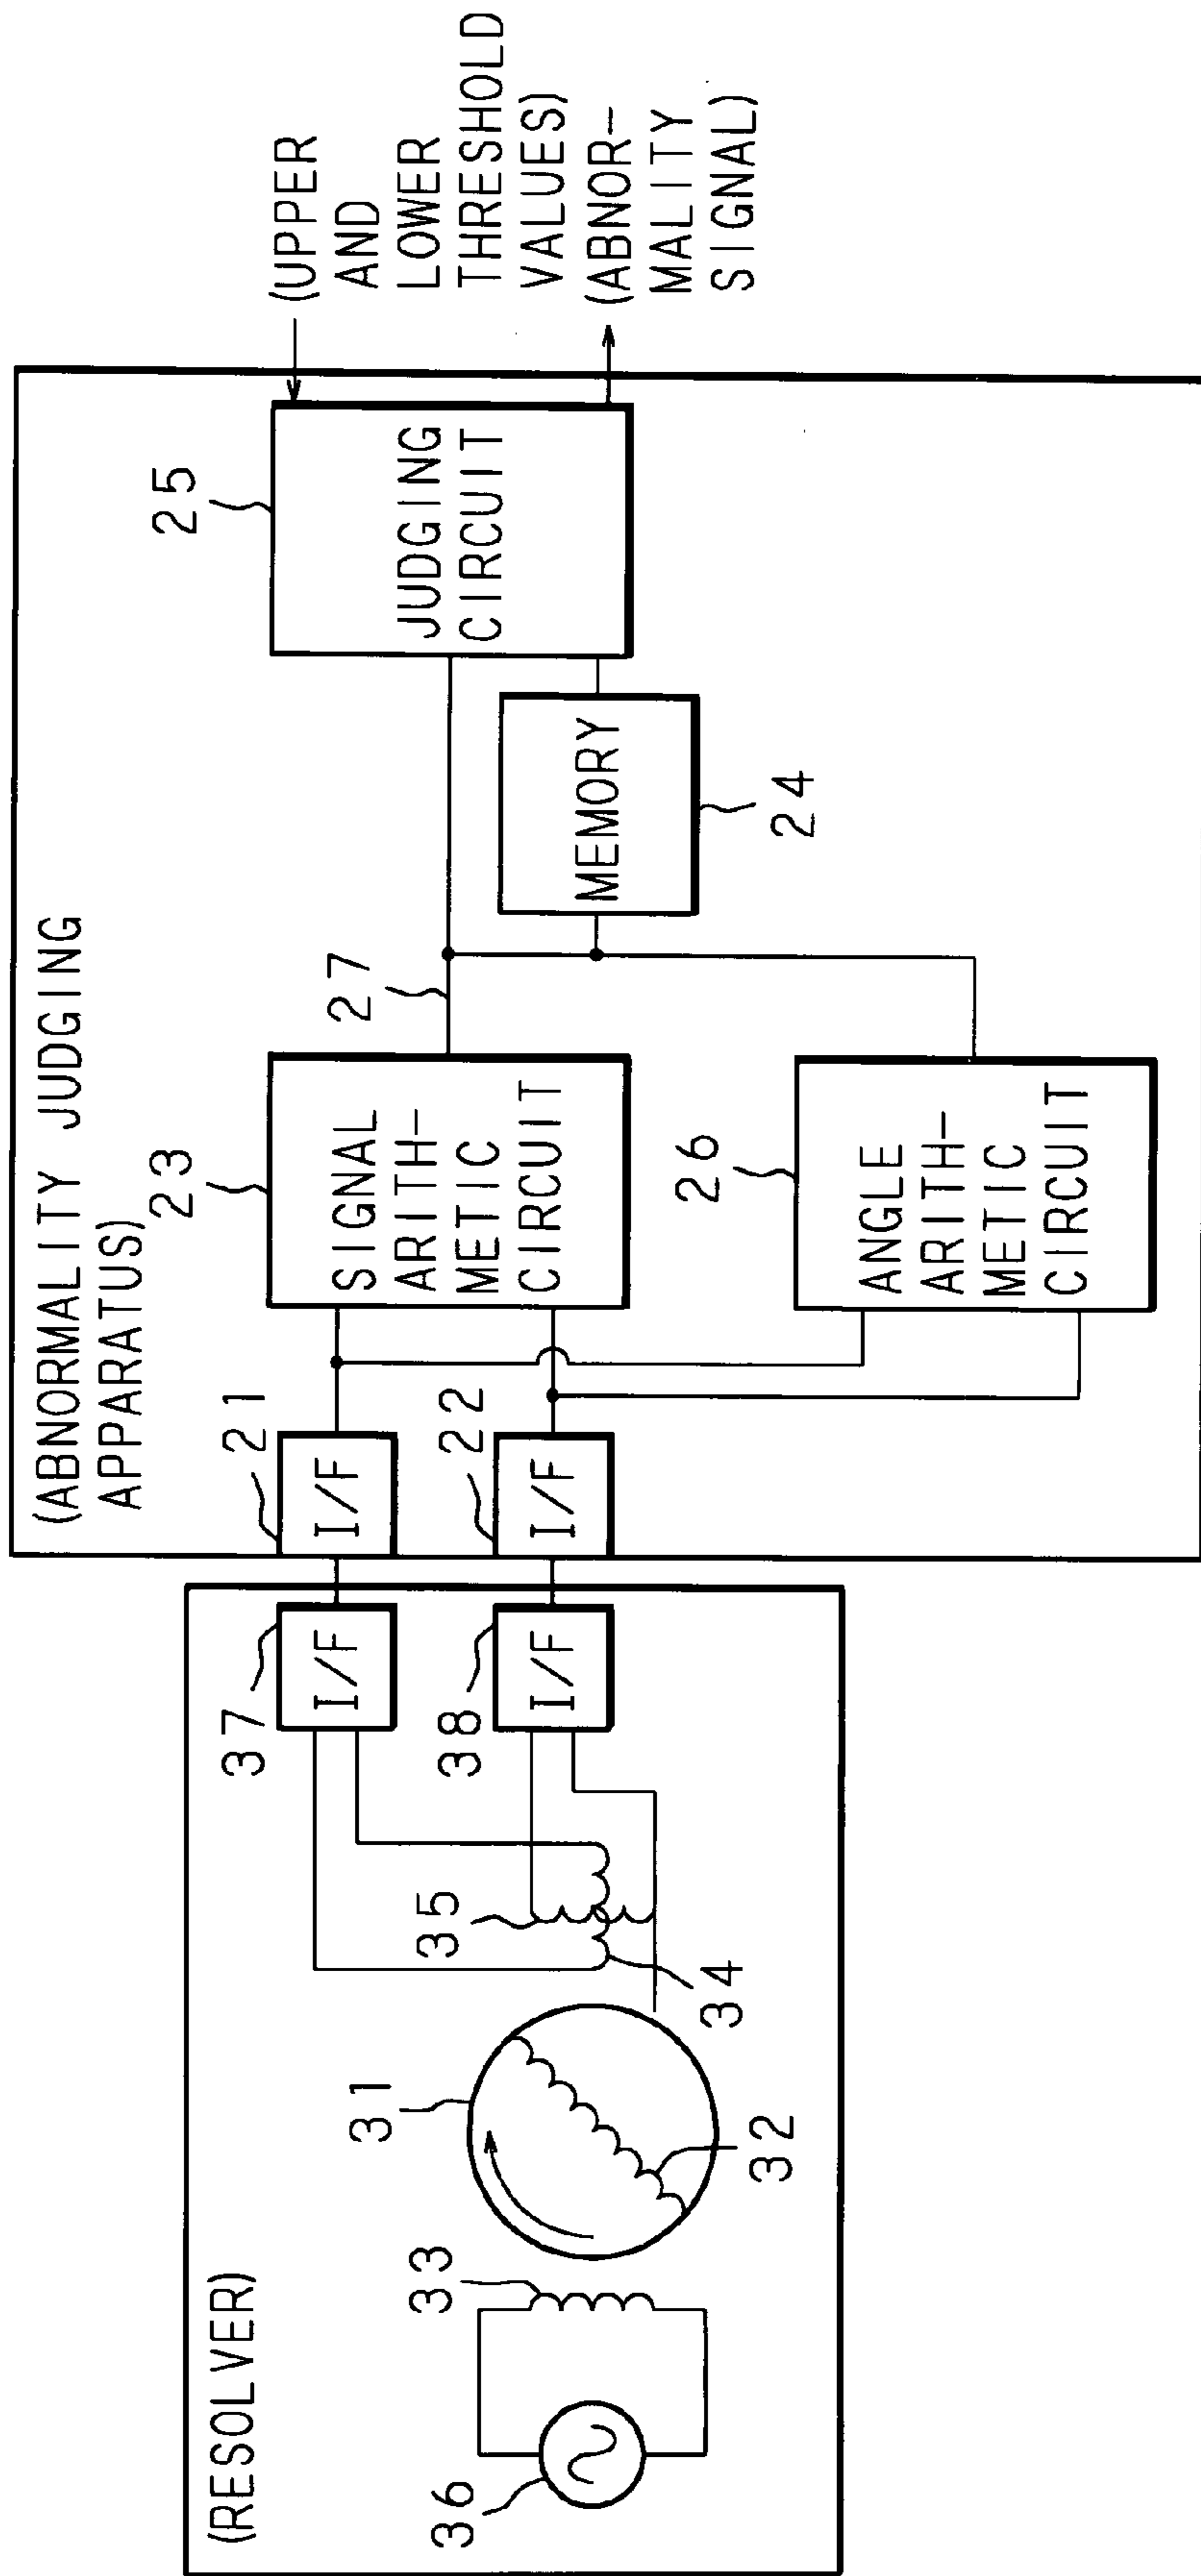 (RESOLVER)
36
33
31
32
35
34
37
I/F
38
I/F
(ABNORMALITY JUDGING
APPARATUS)
21
I/F
22
I/F
23
SIGNAL
ARITH-
METIC
CIRCUIT
26
ANGLE
ARITH-
METIC
CIRCUIT
27
MEMORY
24
25
JUDGING
CIRCUIT
(UPPER
AND
LOWER
THRESHOLD
VALUES)
(ABNOR-
MALITY
SIGNAL)